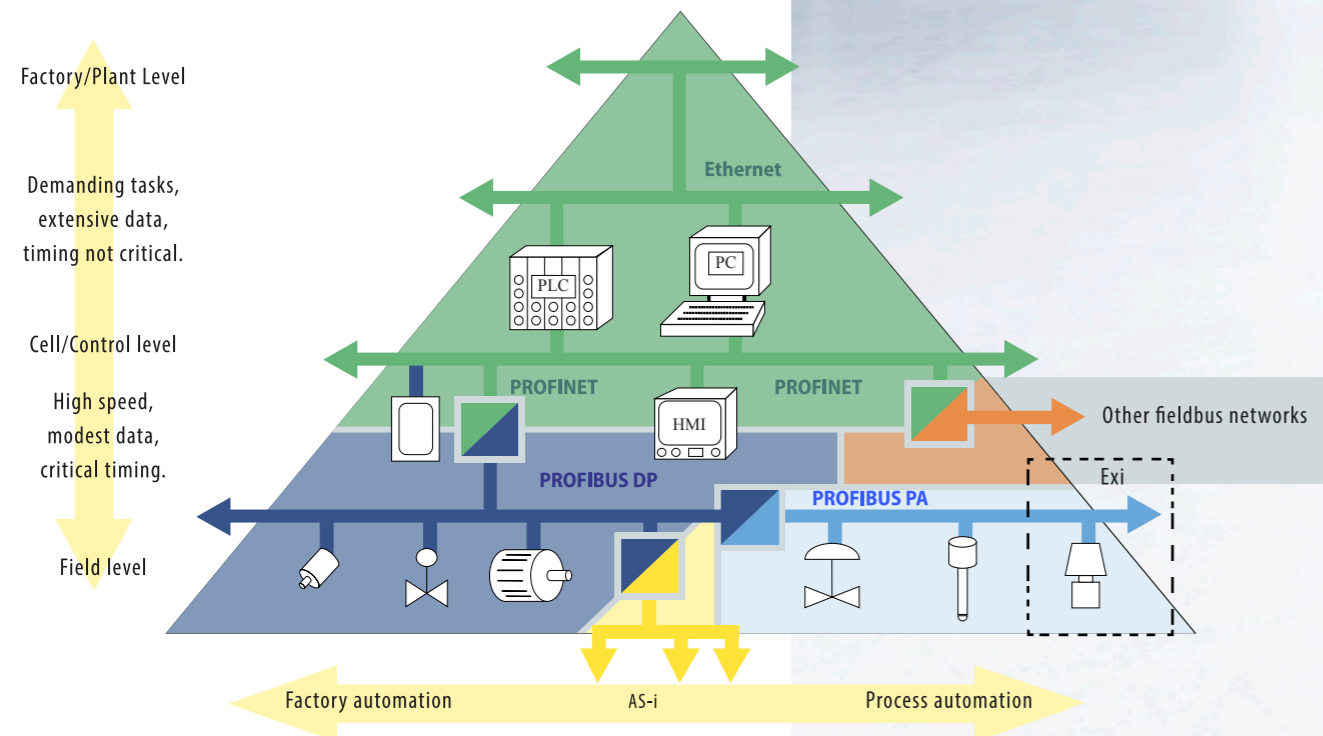 Factory/Plant Level
Demanding tasks,
extensive data,
timing not critical.
Ethernet
PLC
PC
Cell/Control level
High speed,
modest data,
critical timing.
PROFINET
PROFINET
HMI
Other fieldbus networks
PROFIBUS DP
PROFIBUS PA
Exi
Field level
Factory automation
AS-i
Process automation